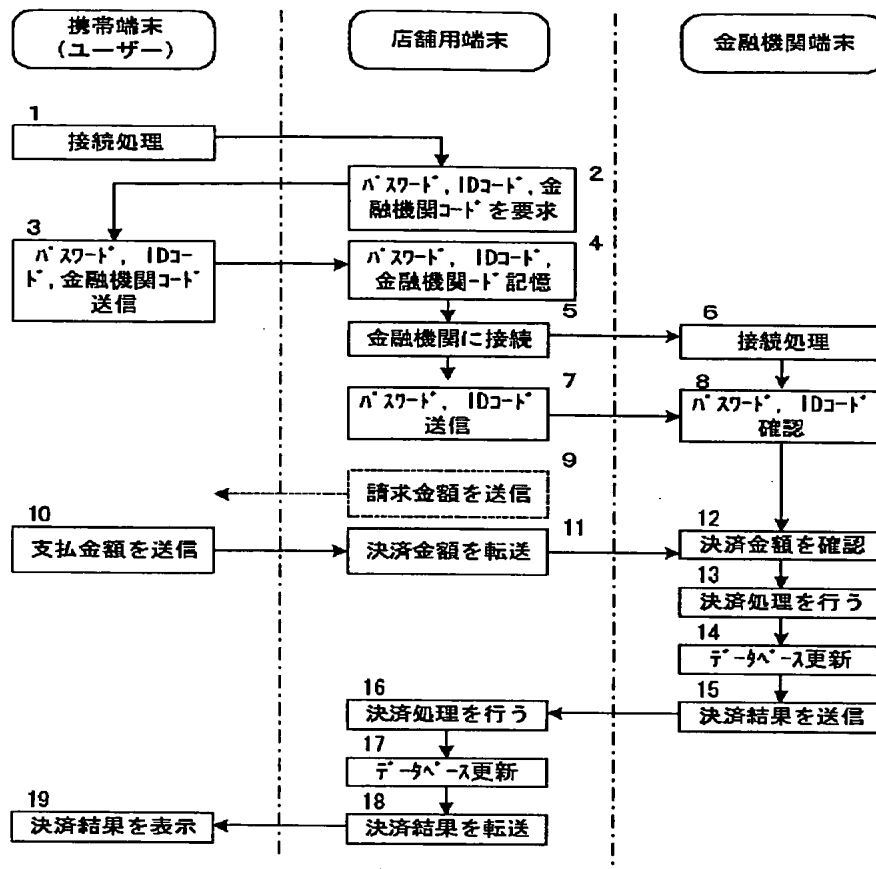 携帯端末
(ユーザー)
店舗用端末
金融機関端末
1
接続処理
2
パスワード, IDコード, 金
融機関コードを要求
3
パスワード, IDコー
ド, 金融機関コード
送信
4
パスワード, IDコード,
金融機関ード記憶
5
金融機関に接続
6
接続処理
7
パスワード, IDコード
送信
8
パスワード, IDコード
確認
9
請求金額を送信
10
支払金額を送信
11
決済金額を転送
12
決済金額を確認
13
決済処理を行う
14
データベース更新
15
決済結果を送信
16
決済処理を行う
17
データベース更新
18
決済結果を転送
19
決済結果を表示